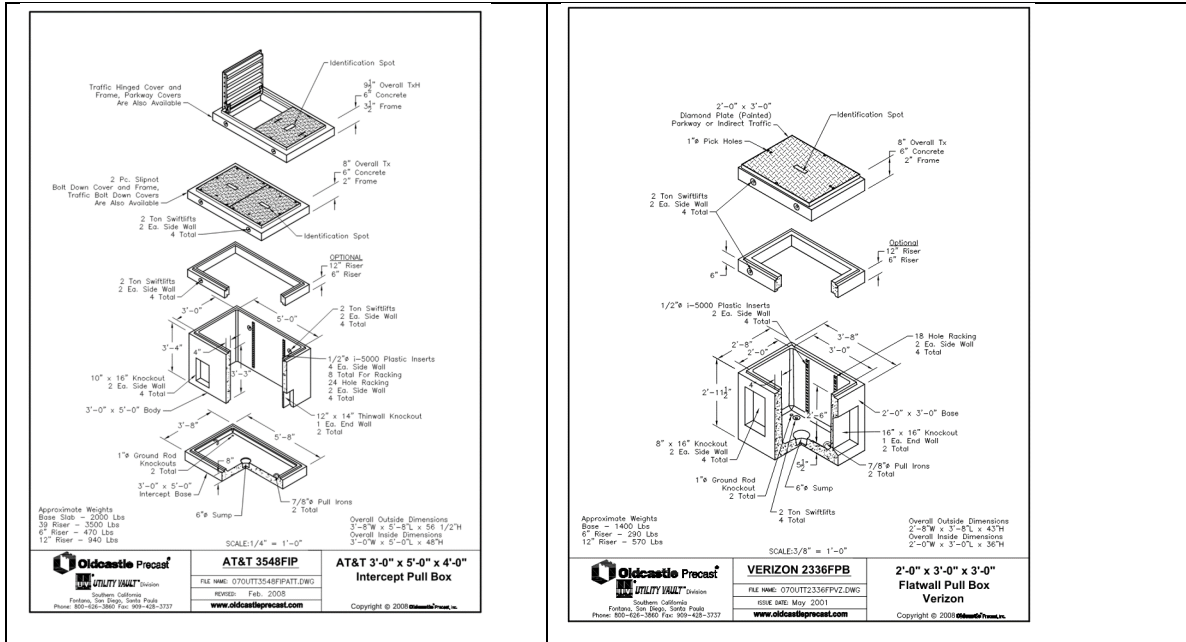 Identification Spot
Traffic Hinged Cover and
Frame, Parkway Covers
Are Also Available
9½" Overall TxH
6" Concrete
3½" Frame
8" Overall Tx
6" Concrete
2" Frame
2 Pc. Slipnot
Bolt Down Cover and Frame,
Traffic Bolt Down Covers
Are Also Available
2 Ton Swiftlifts
2 Ea. Side Wall
4 Total
Identification Spot
OPTIONAL
12" Riser
6" Riser
2 Ton Swiftlifts
2 Ea. Side Wall
4 Total
3'-0"
5'-0"
2 Ton Swiftlifts
2 Ea. Side Wall
4 Total
3'-4"
4"
3'-3"
1/2"ø i-5000 Plastic Inserts
4 Ea. Side Wall
8 Total For Racking
24 Hole Racking
2 Ea. Side Wall
4 Total
10" x 16" Knockout
2 Ea. Side Wall
4 Total
3'-0" x 5'-0" Body
12" x 14" Thinwall Knockout
1 Ea. End Wall
2 Total
3'-8"
5'-8"
1"ø Ground Rod
Knockouts
2 Total
8"
3'-0" x 5'-0"
Intercept Base
6"ø Sump
7/8"ø Pull Irons
2 Total
Approximate Weights
Base Slab - 2000 Lbs
39 Riser - 3500 Lbs
6" Riser - 470 Lbs
12" Riser - 940 Lbs
SCALE:1/4" = 1'-0"
Overall Outside Dimensions
3'-8"W x 5'-8"L x 56 1/2"H
Overall Inside Dimensions
3'-0"W x 5'-0"L x 48"H
Oldcastle Precast®
UTILITY VAULT® Division
Southern California
Fontana, San Diego, Santa Paula
Phone: 800-626-3860 Fax: 909-428-3737
AT&T 3548FIP
FILE NAME: 070UTT3548FIPATT.DWG
REVISED: Feb. 2008
www.oldcastleprecast.com
AT&T 3'-0" x 5'-0" x 4'-0"
Intercept Pull Box
Copyright © 2008 Oldcastle Precast, Inc.
2'-0" x 3'-0"
Diamond Plate (Painted)
Parkway or Indirect Traffic
Identification Spot
1"ø Pick Holes
8" Overall Tx
6" Concrete
2" Frame
2 Ton Swiftlifts
2 Ea. Side Wall
4 Total
Optional
12" Riser
6" Riser
6"
1/2"ø i-5000 Plastic Inserts
2 Ea. Side Wall
4 Total
2'-8"
2'-0"
3'-8"
3'-0"
18 Hole Racking
2 Ea. Side Wall
4 Total
2'-11½"
4"
2'-6"
2'-0" x 3'-0" Base
8" x 16" Knockout
2 Ea. Side Wall
4 Total
16" x 16" Knockout
1 Ea. End Wall
2 Total
5½"
7/8"ø Pull Irons
2 Total
1"ø Ground Rod
Knockout
2 Total
6"ø Sump
2 Ton Swiftlifts
4 Total
Approximate Weights
Base - 1400 Lbs
6" Riser - 290 Lbs
12" Riser - 570 Lbs
SCALE:3/8" = 1'-0"
Overall Outside Dimensions
2'-8"W x 3'-8"L x 43"H
Overall Inside Dimensions
2'-0"W x 3'-0"L x 36"H
Oldcastle Precast®
UTILITY VAULT® Division
Southern California
Fontana, San Diego, Santa Paula
Phone: 800-626-3860 Fax: 909-428-3737
VERIZON 2336FPB
FILE NAME: 070UTT2336FPVZ.DWG
ISSUE DATE: May 2001
www.oldcastleprecast.com
2'-0" x 3'-0" x 3'-0"
Flatwall Pull Box
Verizon
Copyright © 2008 Oldcastle Precast, Inc.